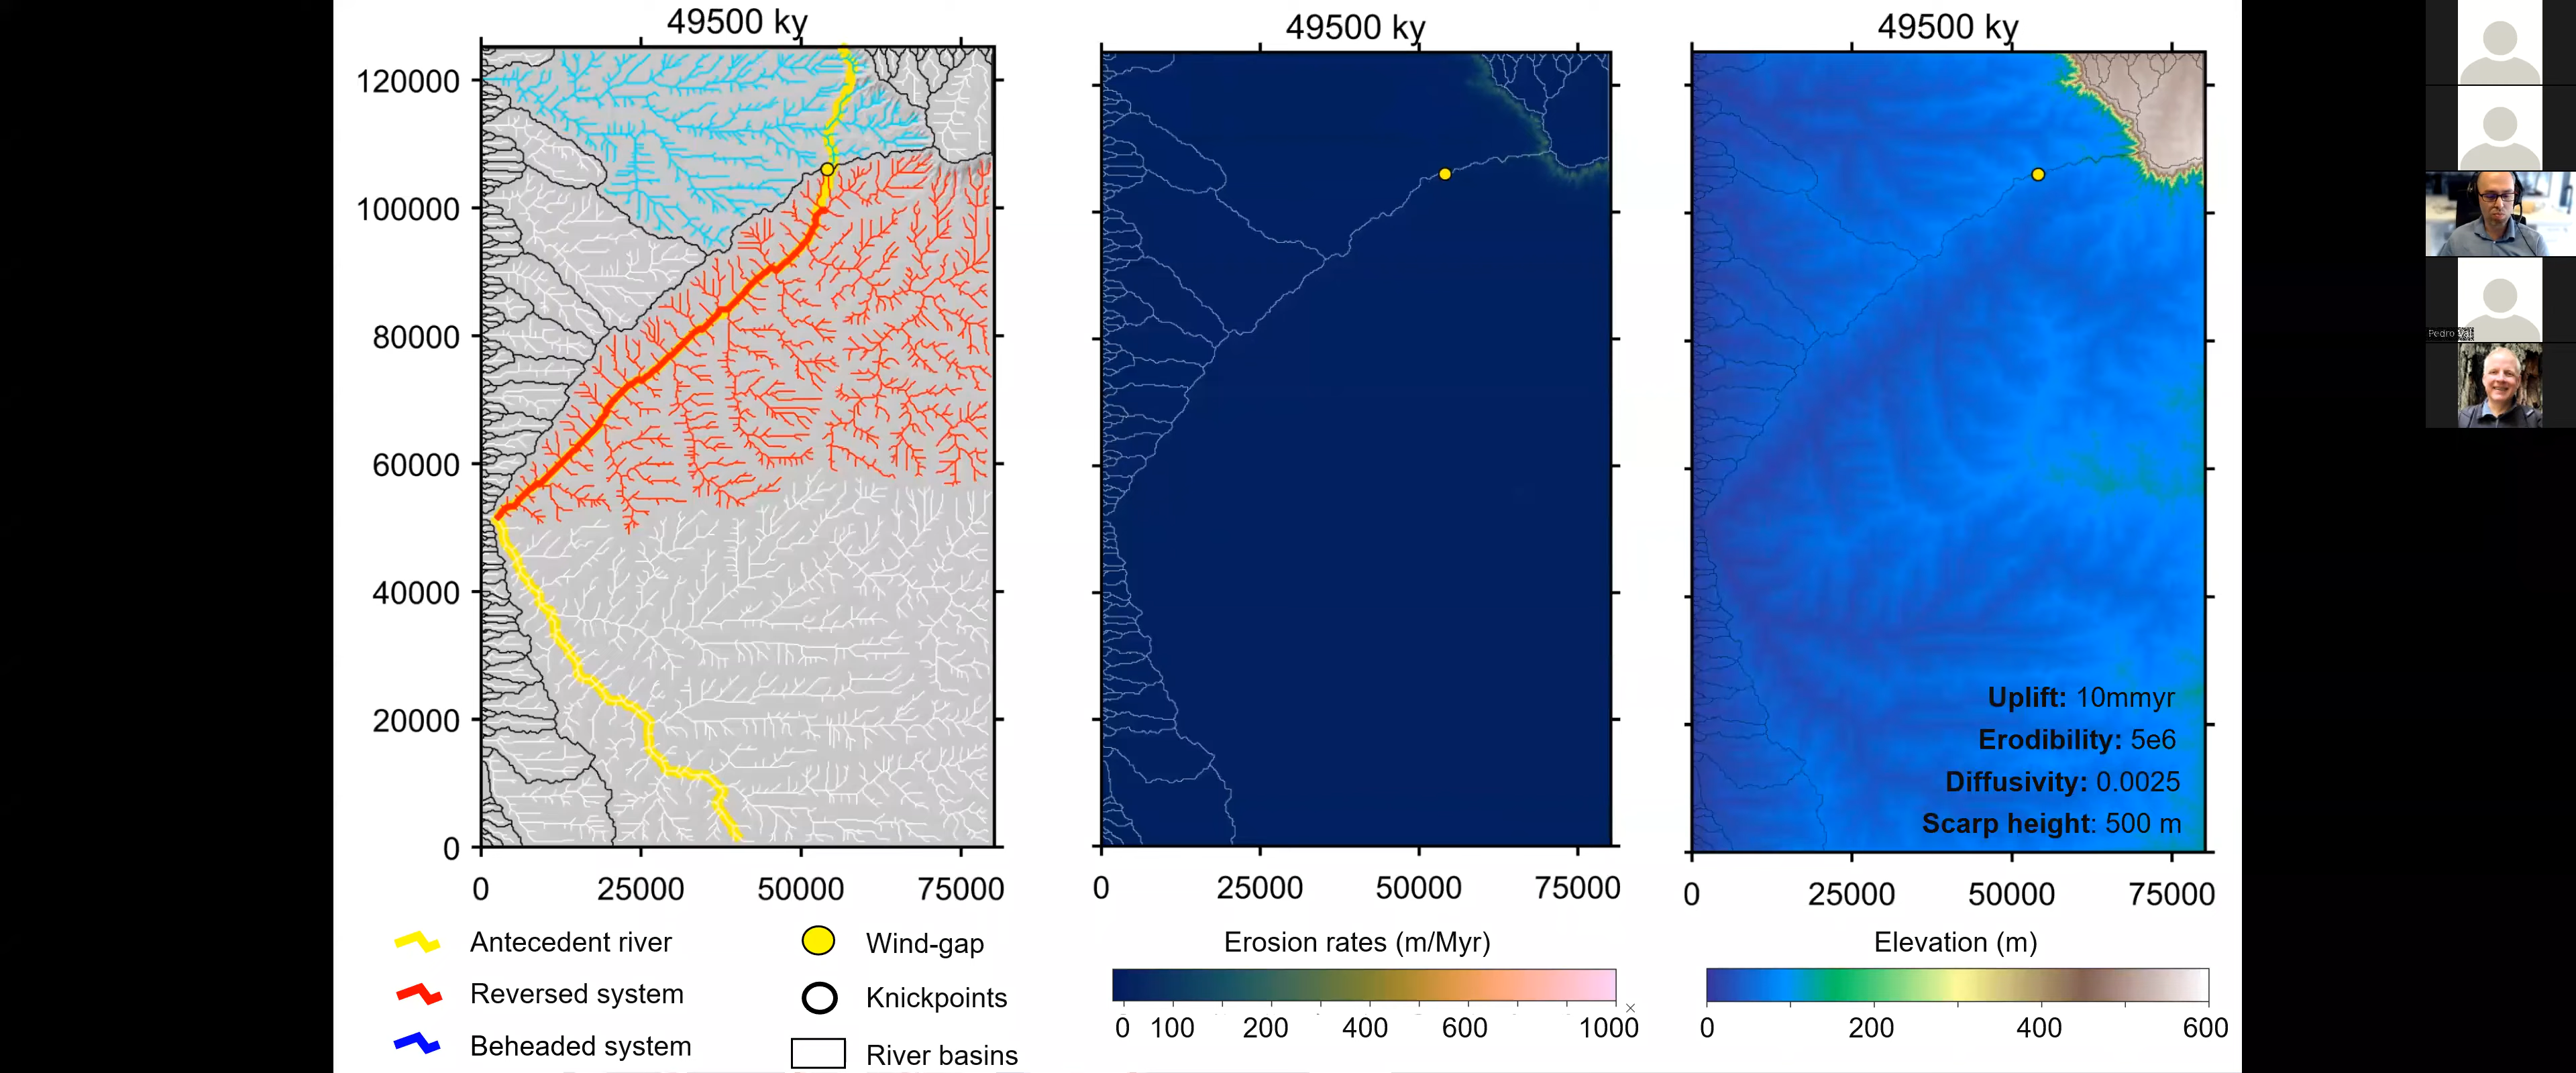 49500 ky
120000
100000
80000
60000
40000
20000
0
0 25000 50000 75000
Antecedent river
Reversed system
Beheaded system
Wind-gap
Knickpoints
River basins
49500 ky
0 25000 50000 75000
Erosion rates (m/Myr)
0 100 200 400 600 1000
49500 ky
Uplift: 10mmyr
Erodibility: 5e6
Diffusivity: 0.0025
Scarp height: 500 m
0 25000 50000 75000
Elevation (m)
0 200 400 600
Pedro